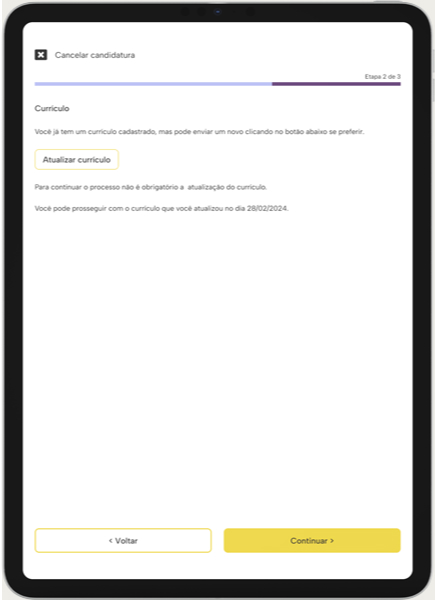 Cancelar candidatura
Etapa 2 de 3
Currículo
Você já tem um currículo cadastrado, mas pode enviar um novo clicando no botão abaixo se preferir.
Atualizar currículo
Para continuar o processo não é obrigatório a atualização do currículo.
Você pode prosseguir com o currículo que você atualizou no dia 28/02/2024.
< Voltar
Continuar >